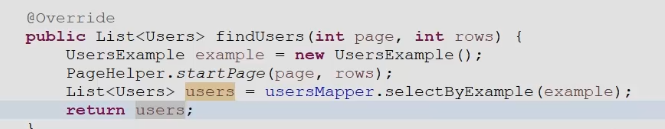 @Override
public List<Users> findUsers(int page, int rows) {
UsersExample example = new UsersExample();
PageHelper.startPage(page, rows);
List<Users> users = usersMapper.selectByExample(example);
return users;
}